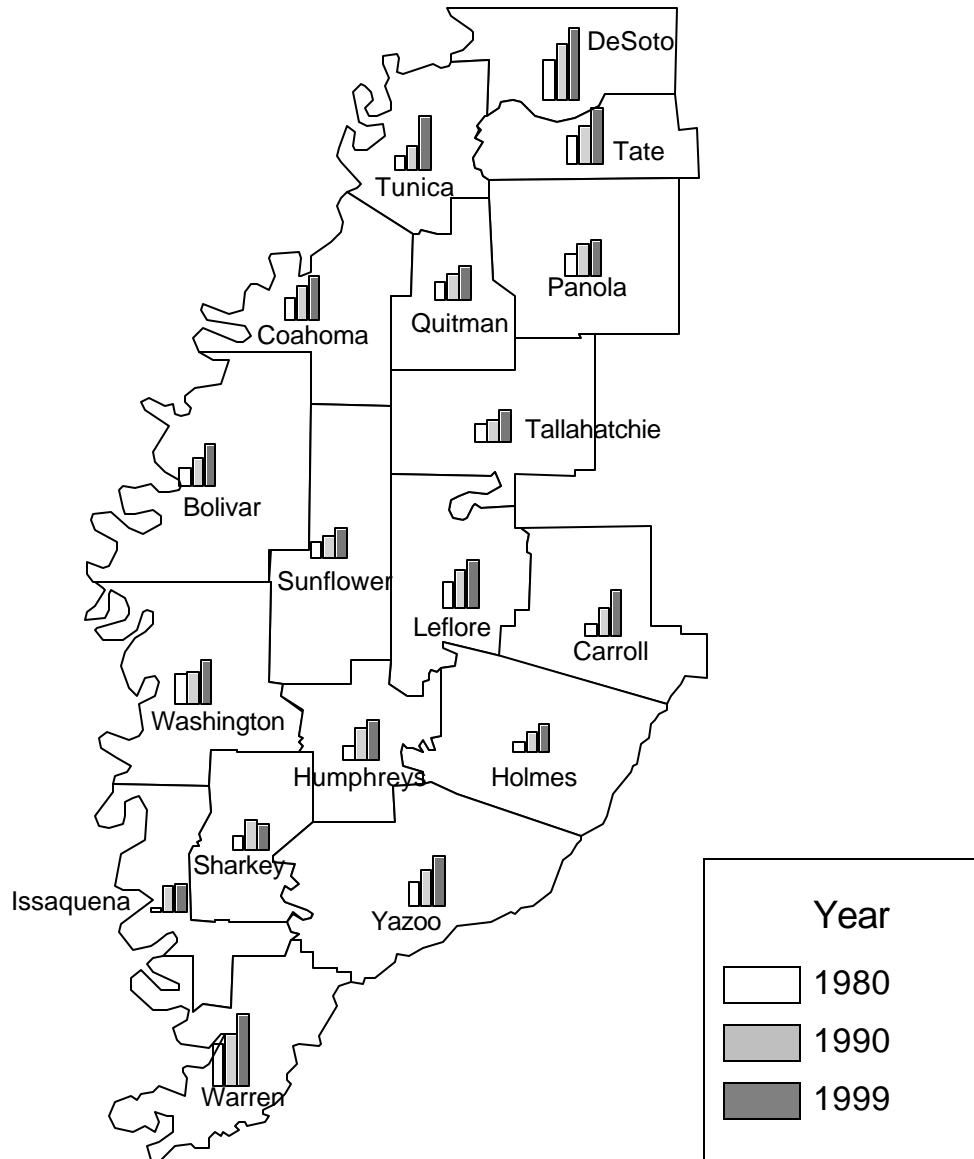 DeSoto
Tate
Tunica
Panola
Coahoma
Quitman
Tallahatchie
Bolivar
Sunflower
Leflore
Carroll
Washington
Humphreys
Holmes
Sharkey
Issaquena
Yazoo
Warren
Year
1980
1990
1999